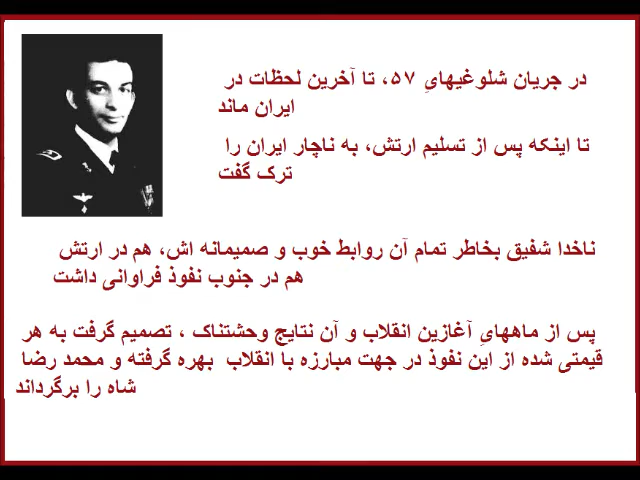 در جریان شلوغیهایِ ۵۷، تا آخرین لحظات در
ایران ماند
تا اینکه پس از تسلیم ارتش، به ناچار ایران را
ترک گفت
ناخدا شفیق بخاطر تمام آن روابط خوب و صمیمانه اش، هم در ارتش
هم در جنوب نفوذ فراوانی داشت
پس از ماههایِ آغازین انقلاب و آن نتایج وحشتناک ، تصمیم گرفت به هر
قیمتی شده از این نفوذ در جهت مبارزه با انقلاب بهره گرفته و محمد رضا
شاه را برگرداند